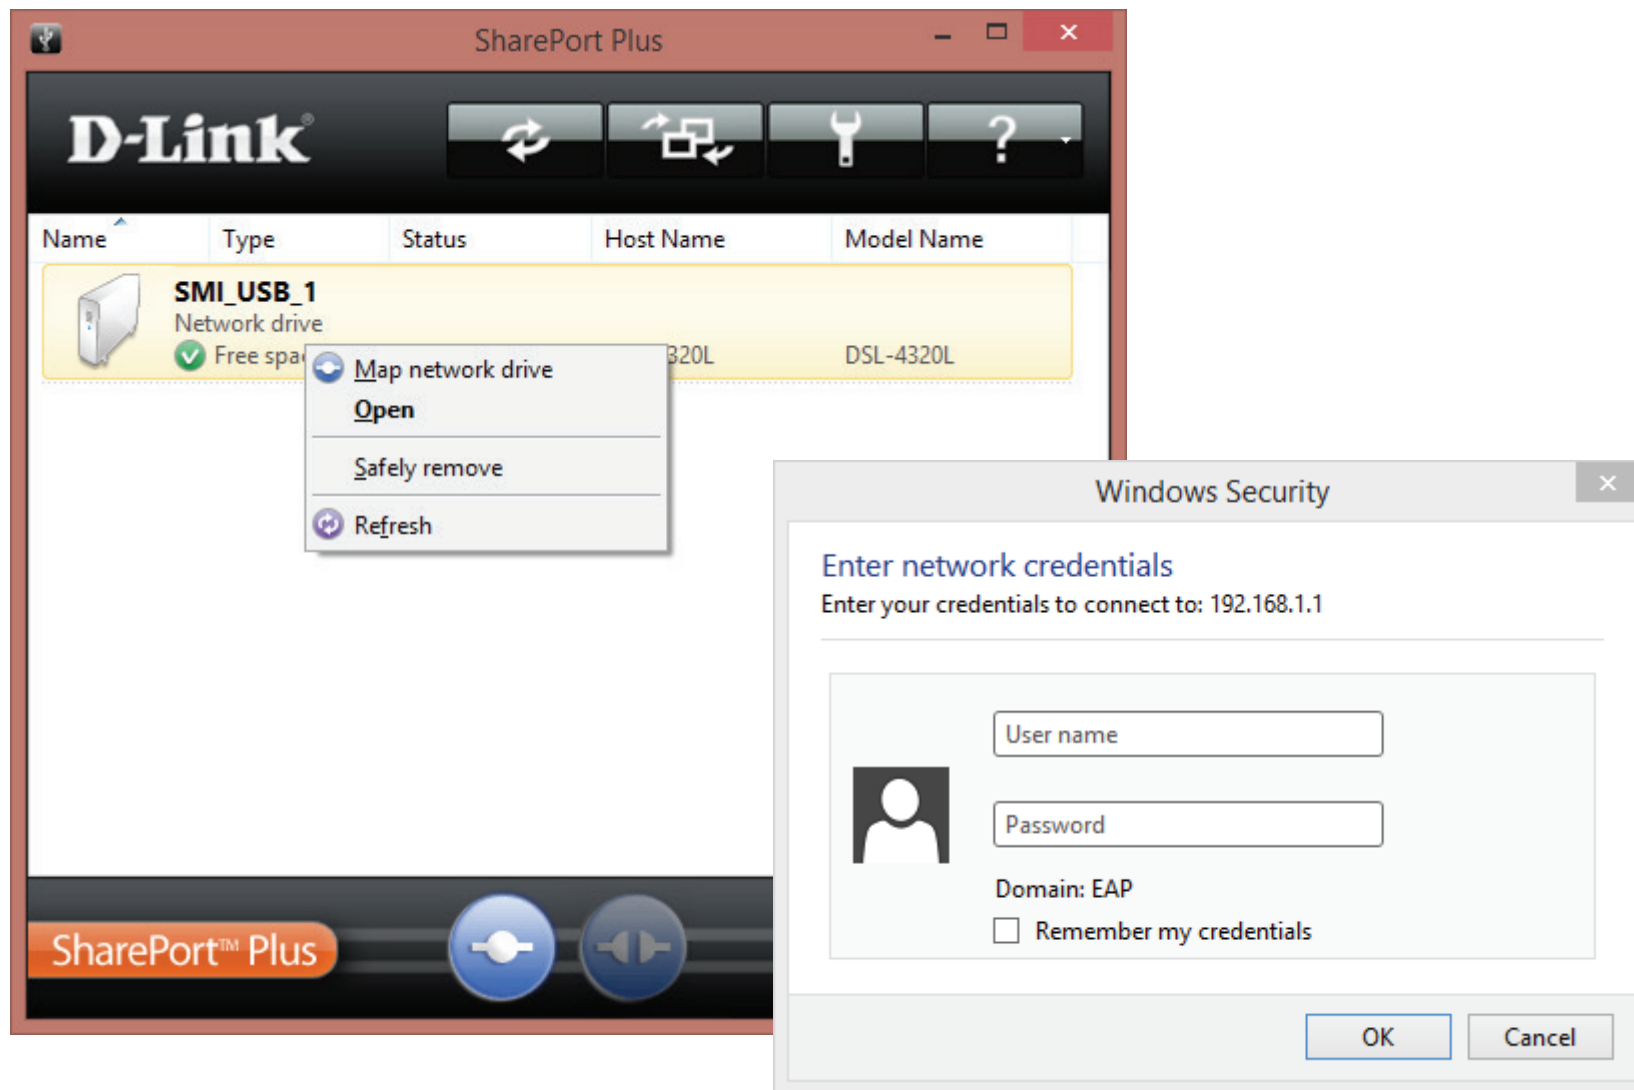 SharePort Plus
D-Link®
?
Name Type Status Host Name Model Name
SMI_USB_1
Network drive
Free spa 320L DSL-4320L
Map network drive
Open
Safely remove
Refresh
Windows Security
Enter network credentials
Enter your credentials to connect to: 192.168.1.1
User name
Password
Domain: EAP
Remember my credentials
SharePort™ Plus
OK Cancel